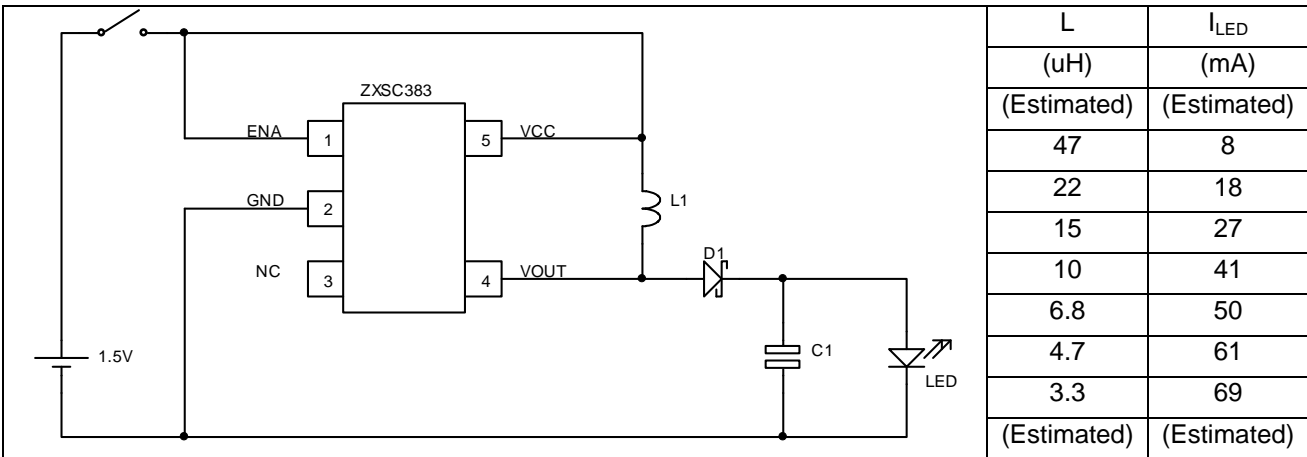 ZXSC383
ENA 1 5 VCC
GND 2 L1
NC 3 4 VOUT D1
1.5V C1 LED
L I_LED
(uH) (mA)
(Estimated) (Estimated)
47 8
22 18
15 27
10 41
6.8 50
4.7 61
3.3 69
(Estimated) (Estimated)